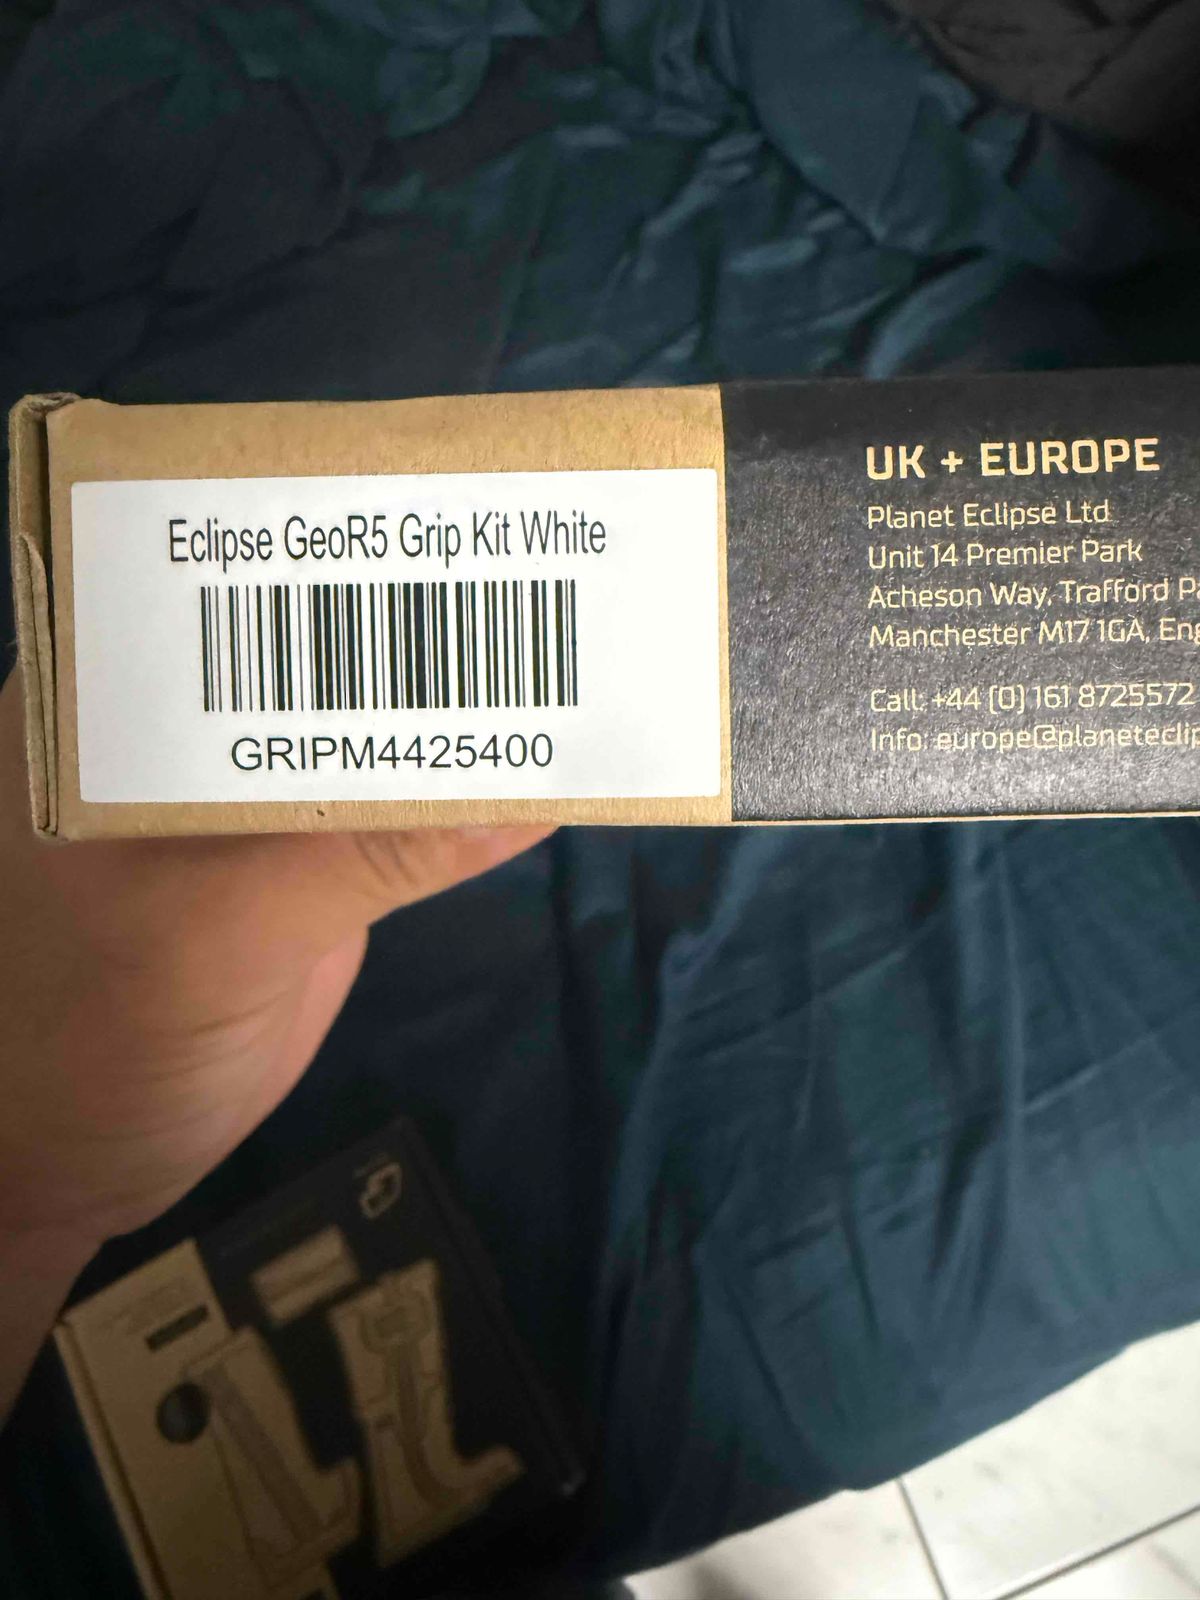 Eclipse GeoR5 Grip Kit White
GRIPM4425400
UK + EUROPE
Planet Eclipse Ltd
Unit 14 Premier Park
Acheson Way, Trafford
Manchester M17 1GA,
Call: +44 (0) 161 8725572
Info: